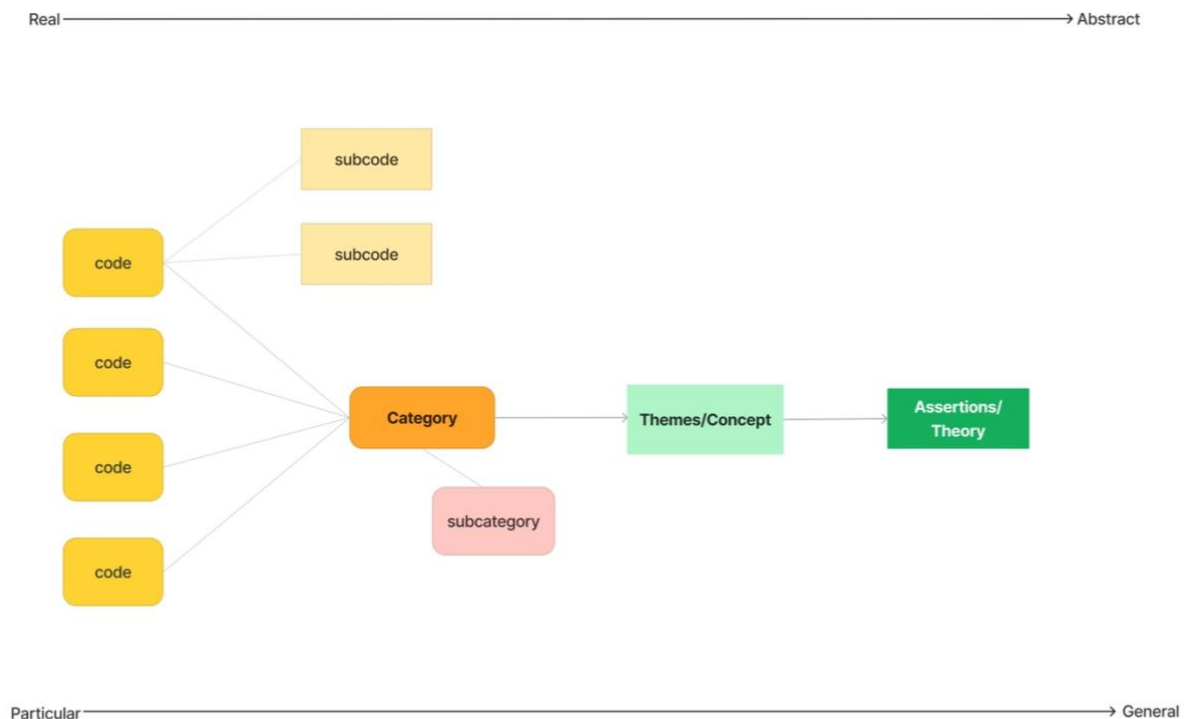 Real
Abstract
subcode
subcode
code
code
Category
Themes/Concept
Assertions/
Theory
code
subcategory
code
Particular
General